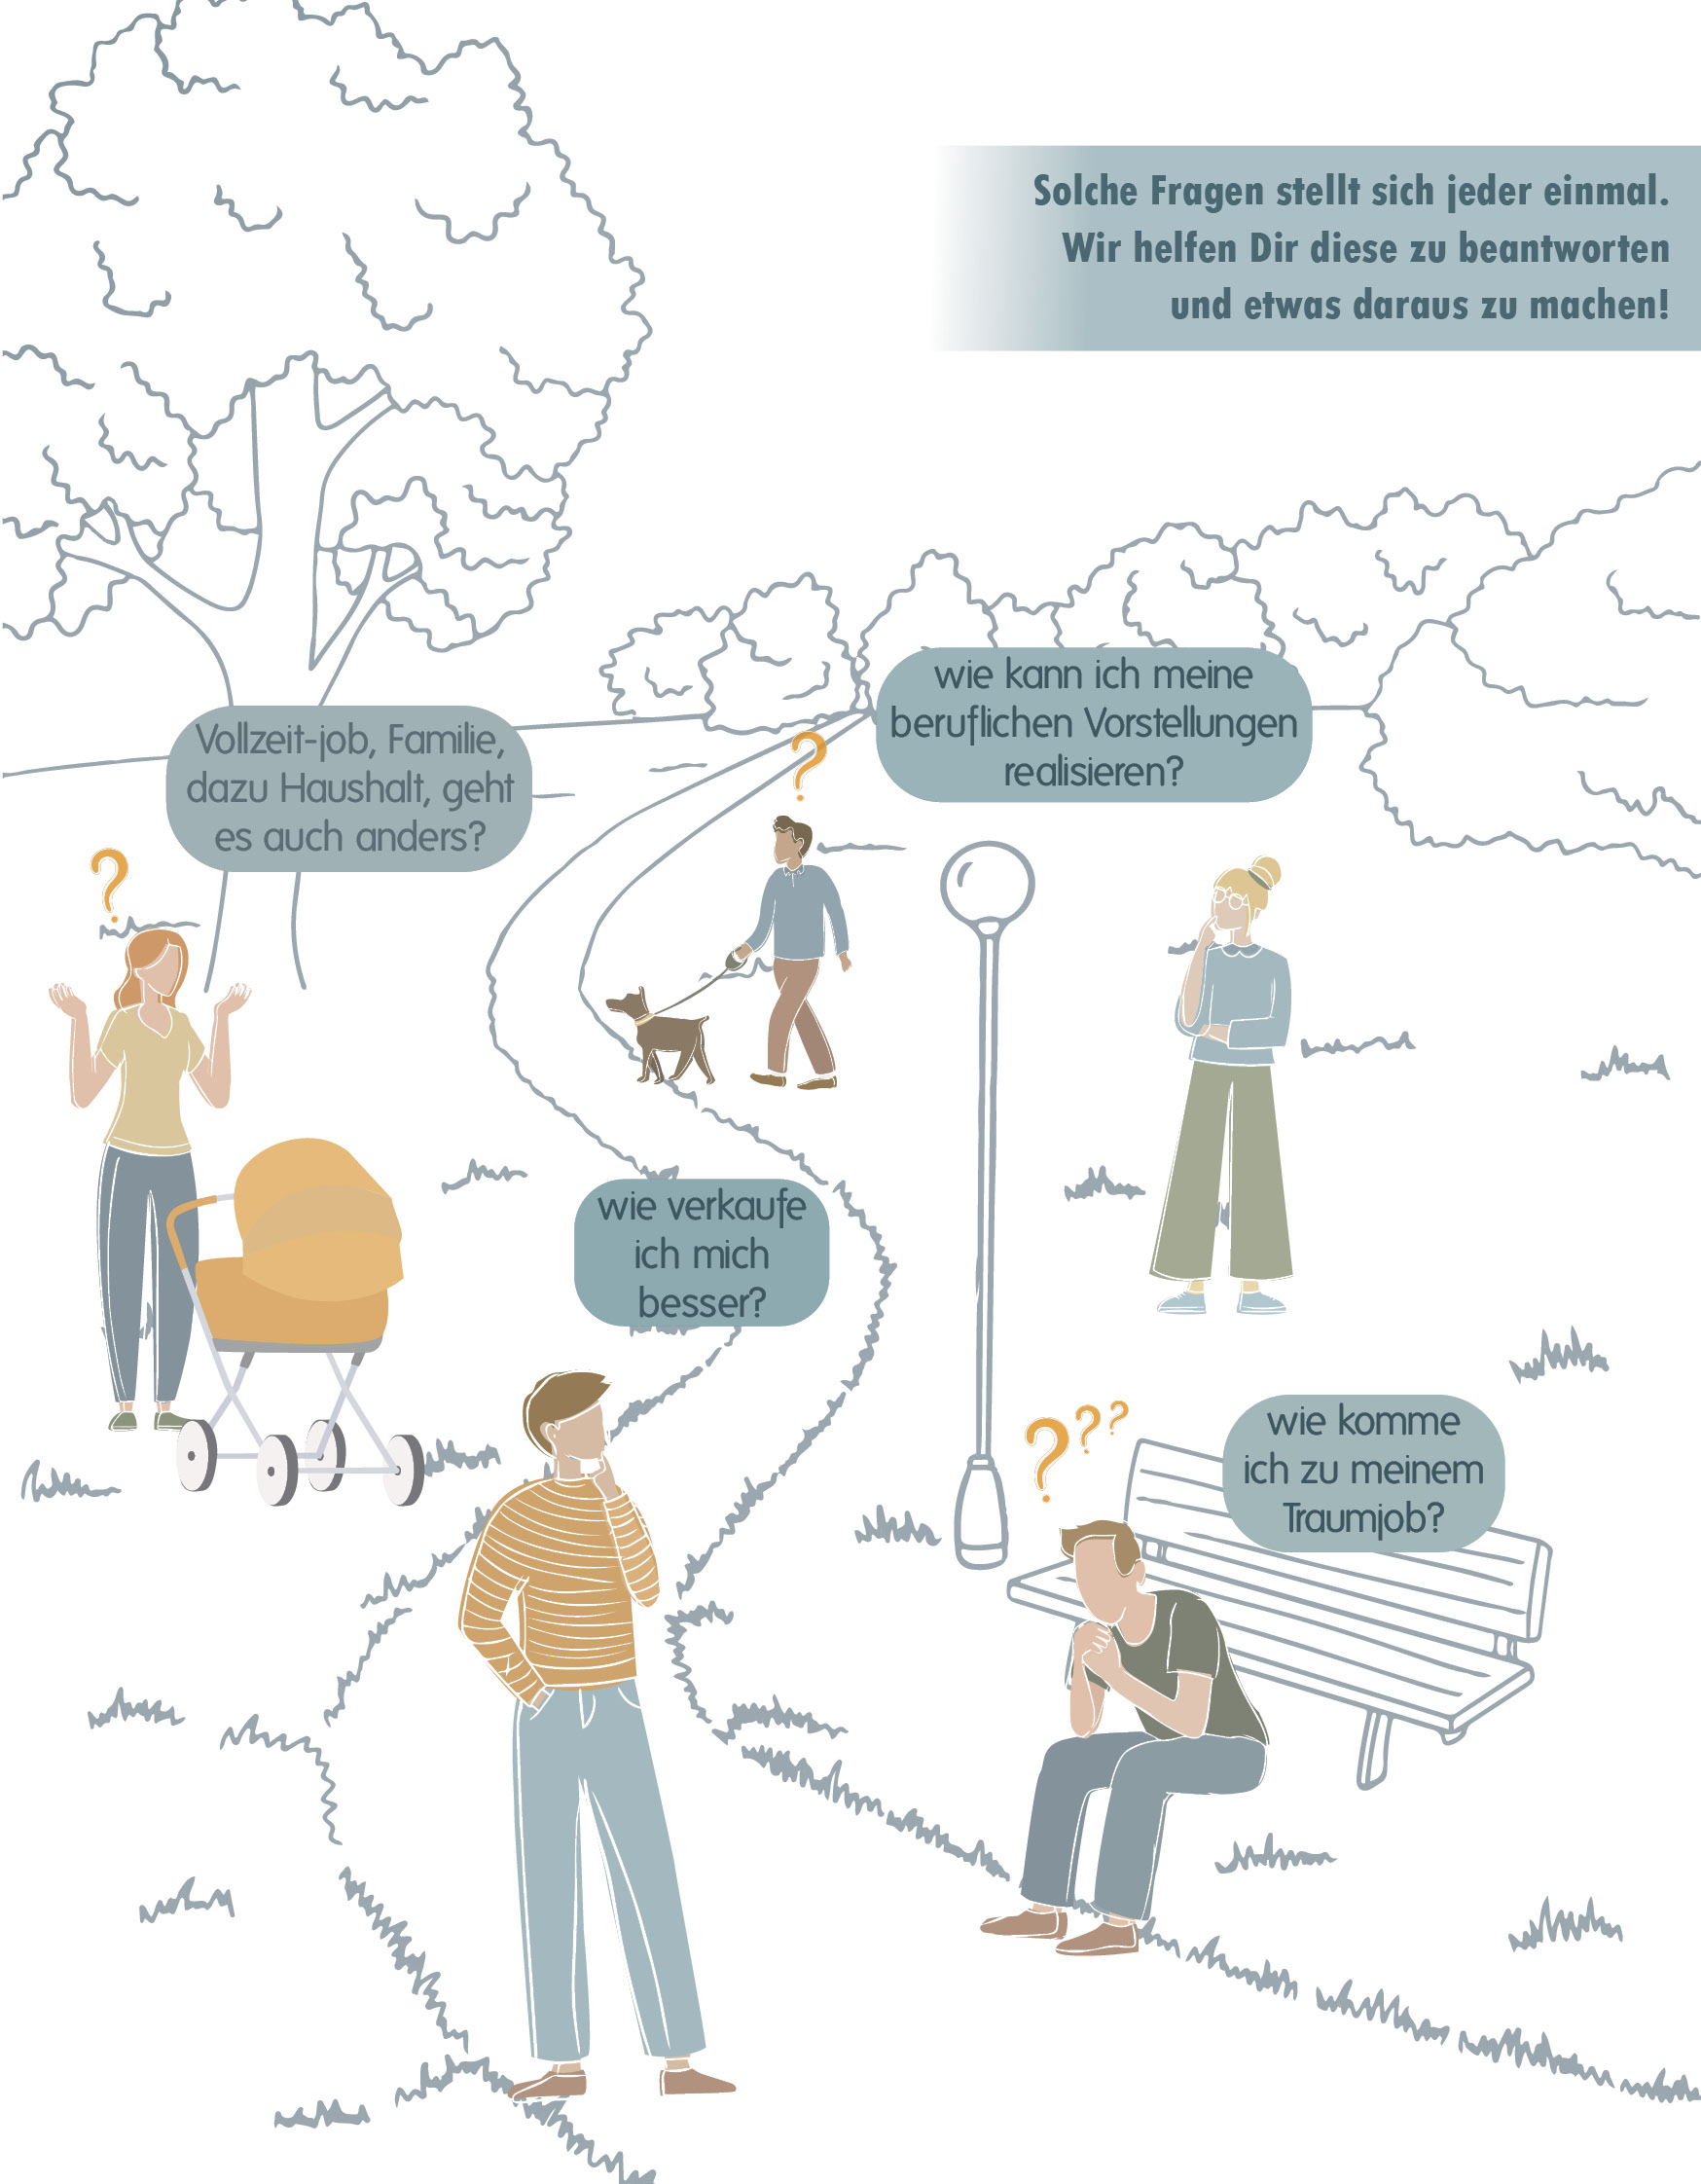 Solche Fragen stellt sich jeder einmal.
Wir helfen Dir diese zu beantworten
und etwas daraus zu machen!
wie kann ich meine
beruflichen Vorstellungen
realisieren?
Vollzeit-job, Familie,
dazu Haushalt, geht
es auch anders?
?
?
wie verkaufe
ich mich
besser?
? ? ?
wie komme
ich zu meinem
Traumjob?